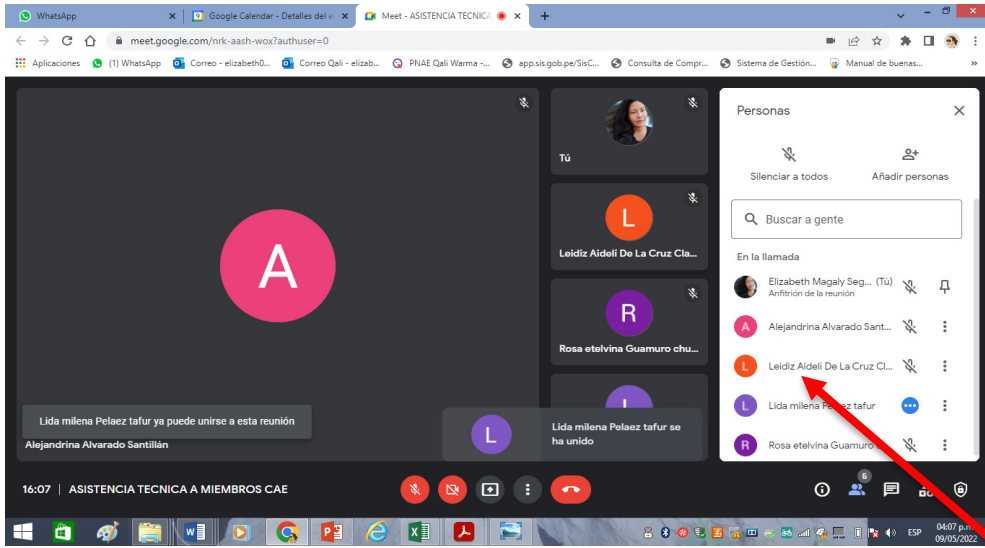 WhatsApp
Google Calendar - Detalles del e
Meet - ASISTENCIA TECNICA
meet.google.com/nrk-aash-wox?authuser=0
Aplicaciones
(1) WhatsApp
Correo - elizabeth0...
Correo Qali - elizab...
PNAE Qali Warma -...
app.sis.gob.pe/SisC...
Consulta de Compr...
Sistema de Gestión...
Manual de buenas...
»
Tú
L
Leidiz Aidelí De La Cruz Cla...
R
Rosa etelvina Guamuro chu...
A
Lida milena Pelaez tafur ya puede unirse a esta reunión
Alejandrina Alvarado Santillán
L
Lida milena Pelaez tafur se
ha unido
Personas
Silenciar a todos
Añadir personas
Buscar a gente
En la llamada
Elizabeth Magaly Seg... (Tú)
Anfitrión de la reunión
A
Alejandrina Alvarado Sant...
L
Leidiz Aidelí De La Cruz Cl...
L
Lida milena Pelaez tafur
R
Rosa etelvina Guamuro
16:07 | ASISTENCIA TECNICA A MIEMBROS CAE
6
ESP
04:07 p.m.
09/05/2022